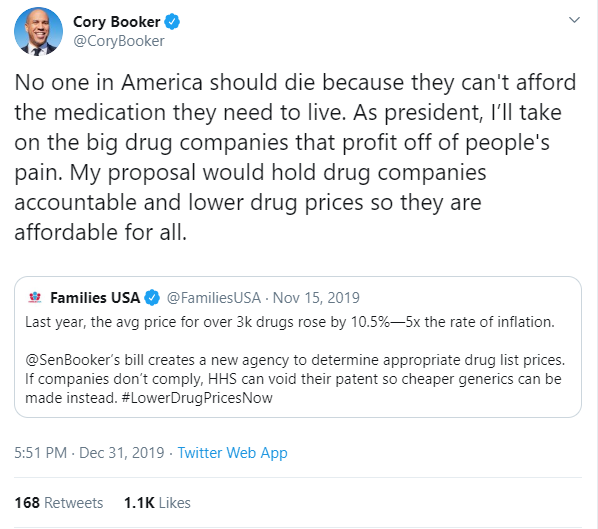 Cory Booker
@CoryBooker
No one in America should die because they can't afford
the medication they need to live. As president, I’ll take
on the big drug companies that profit off of people's
pain. My proposal would hold drug companies
accountable and lower drug prices so they are
affordable for all.
Families USA @FamiliesUSA · Nov 15, 2019
Last year, the avg price for over 3k drugs rose by 10.5%—5x the rate of inflation.
@SenBooker’s bill creates a new agency to determine appropriate drug list prices.
If companies don’t comply, HHS can void their patent so cheaper generics can be
made instead. #LowerDrugPricesNow
5:51 PM · Dec 31, 2019 · Twitter Web App
168 Retweets 1.1K Likes